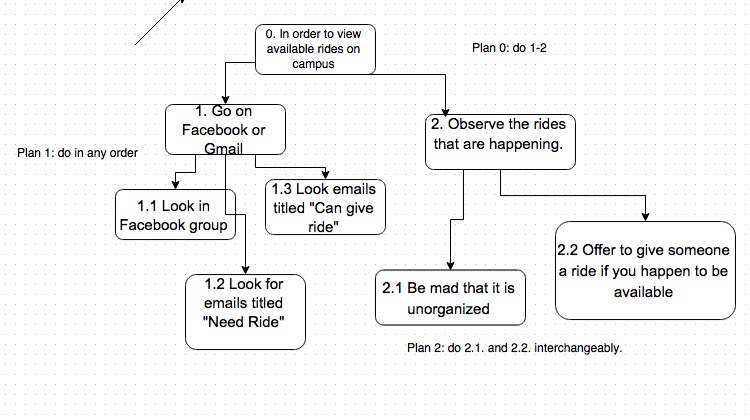 0. In order to view
available rides on
campus
Plan 0: do 1-2
1. Go on
Facebook or
Gmail
2. Observe the rides
that are happening.
Plan 1: do in any order
1.1 Look in
Facebook group
1.3 Look emails
titled "Can give
ride"
1.2 Look for
emails titled
"Need Ride"
2.1 Be mad that it is
unorganized
2.2 Offer to give someone
a ride if you happen to be
available
Plan 2: do 2.1. and 2.2. interchangeably.